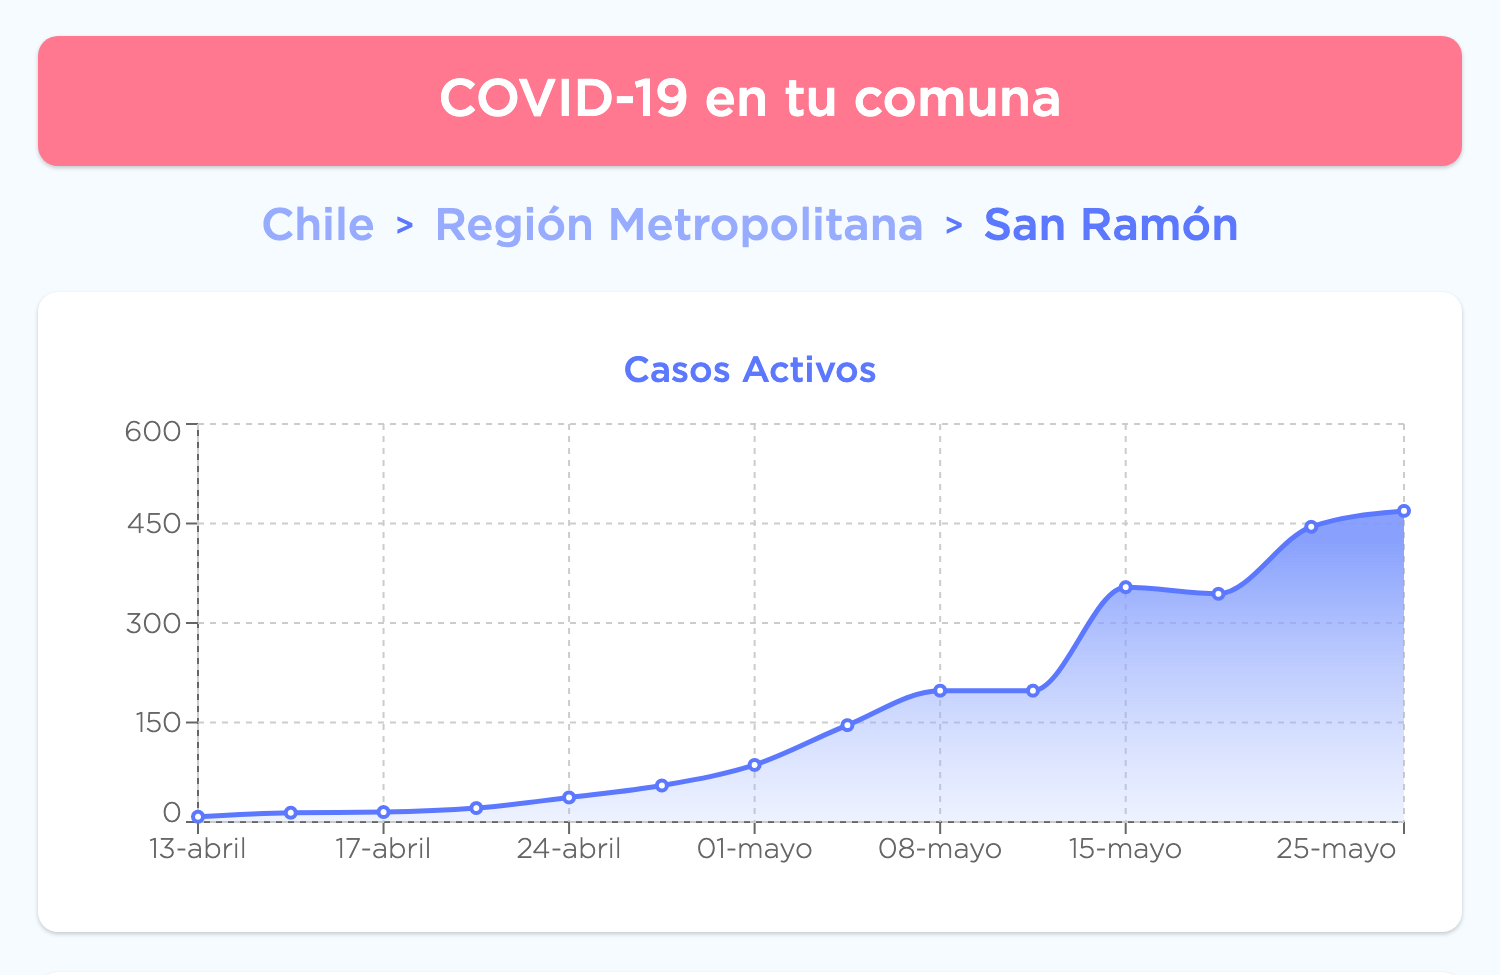 COVID-19 en tu comuna
Chile > Región Metropolitana > San Ramón
Casos Activos
600
450
300
150
0
13-abril 17-abril 24-abril 01-mayo 08-mayo 15-mayo 25-mayo